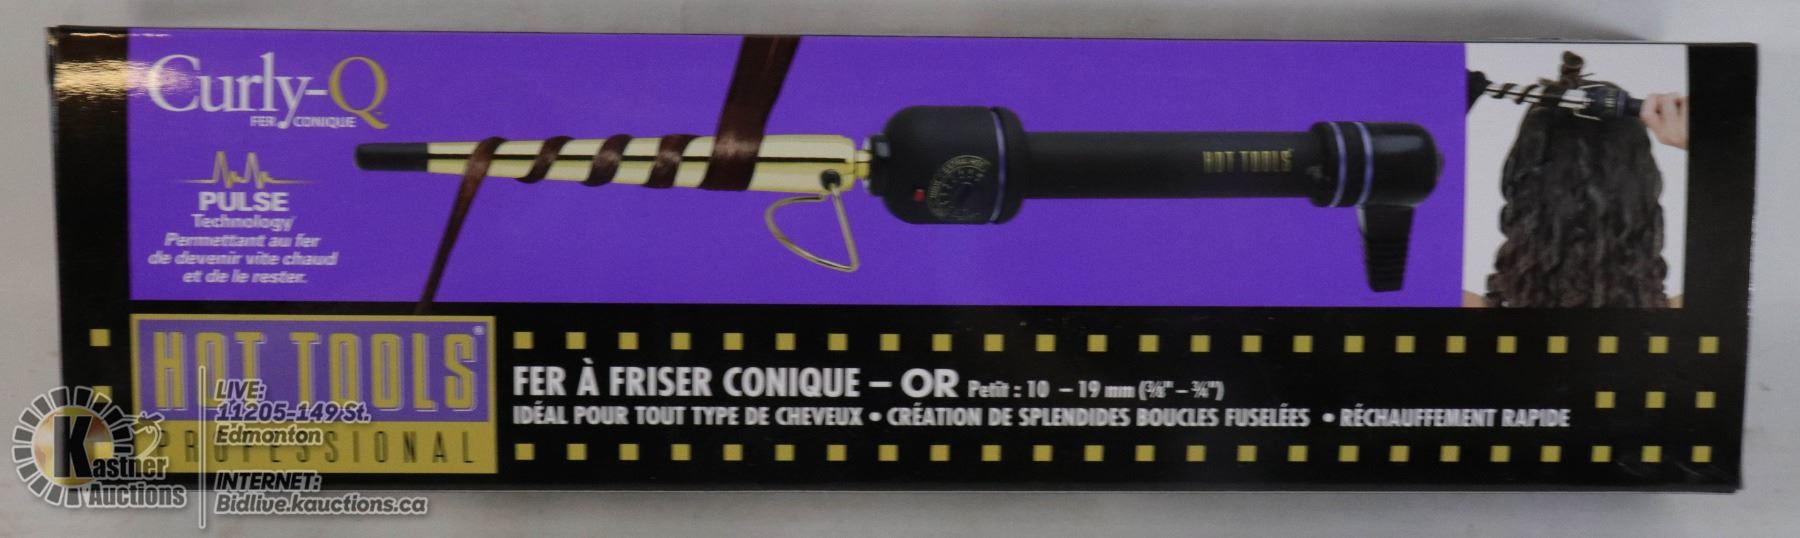 Curly-Q
FER CONIQUE
PULSE
Technology
Permettant au fer
de devenir vite chaud
et de le rester.
HOT TOOLS
HOT TOOLS®
PROFESSIONAL
FER À FRISER CONIQUE – OR Petit : 10 – 19 mm (3/8" – 3/4")
IDÉAL POUR TOUT TYPE DE CHEVEUX • CRÉATION DE SPLENDIDES BOUCLES FUSELÉES • RÉCHAUFFEMENT RAPIDE
Kastner
Auctions
LIVE:
11205-149 St.
Edmonton
INTERNET:
Bidlive.kauctions.ca